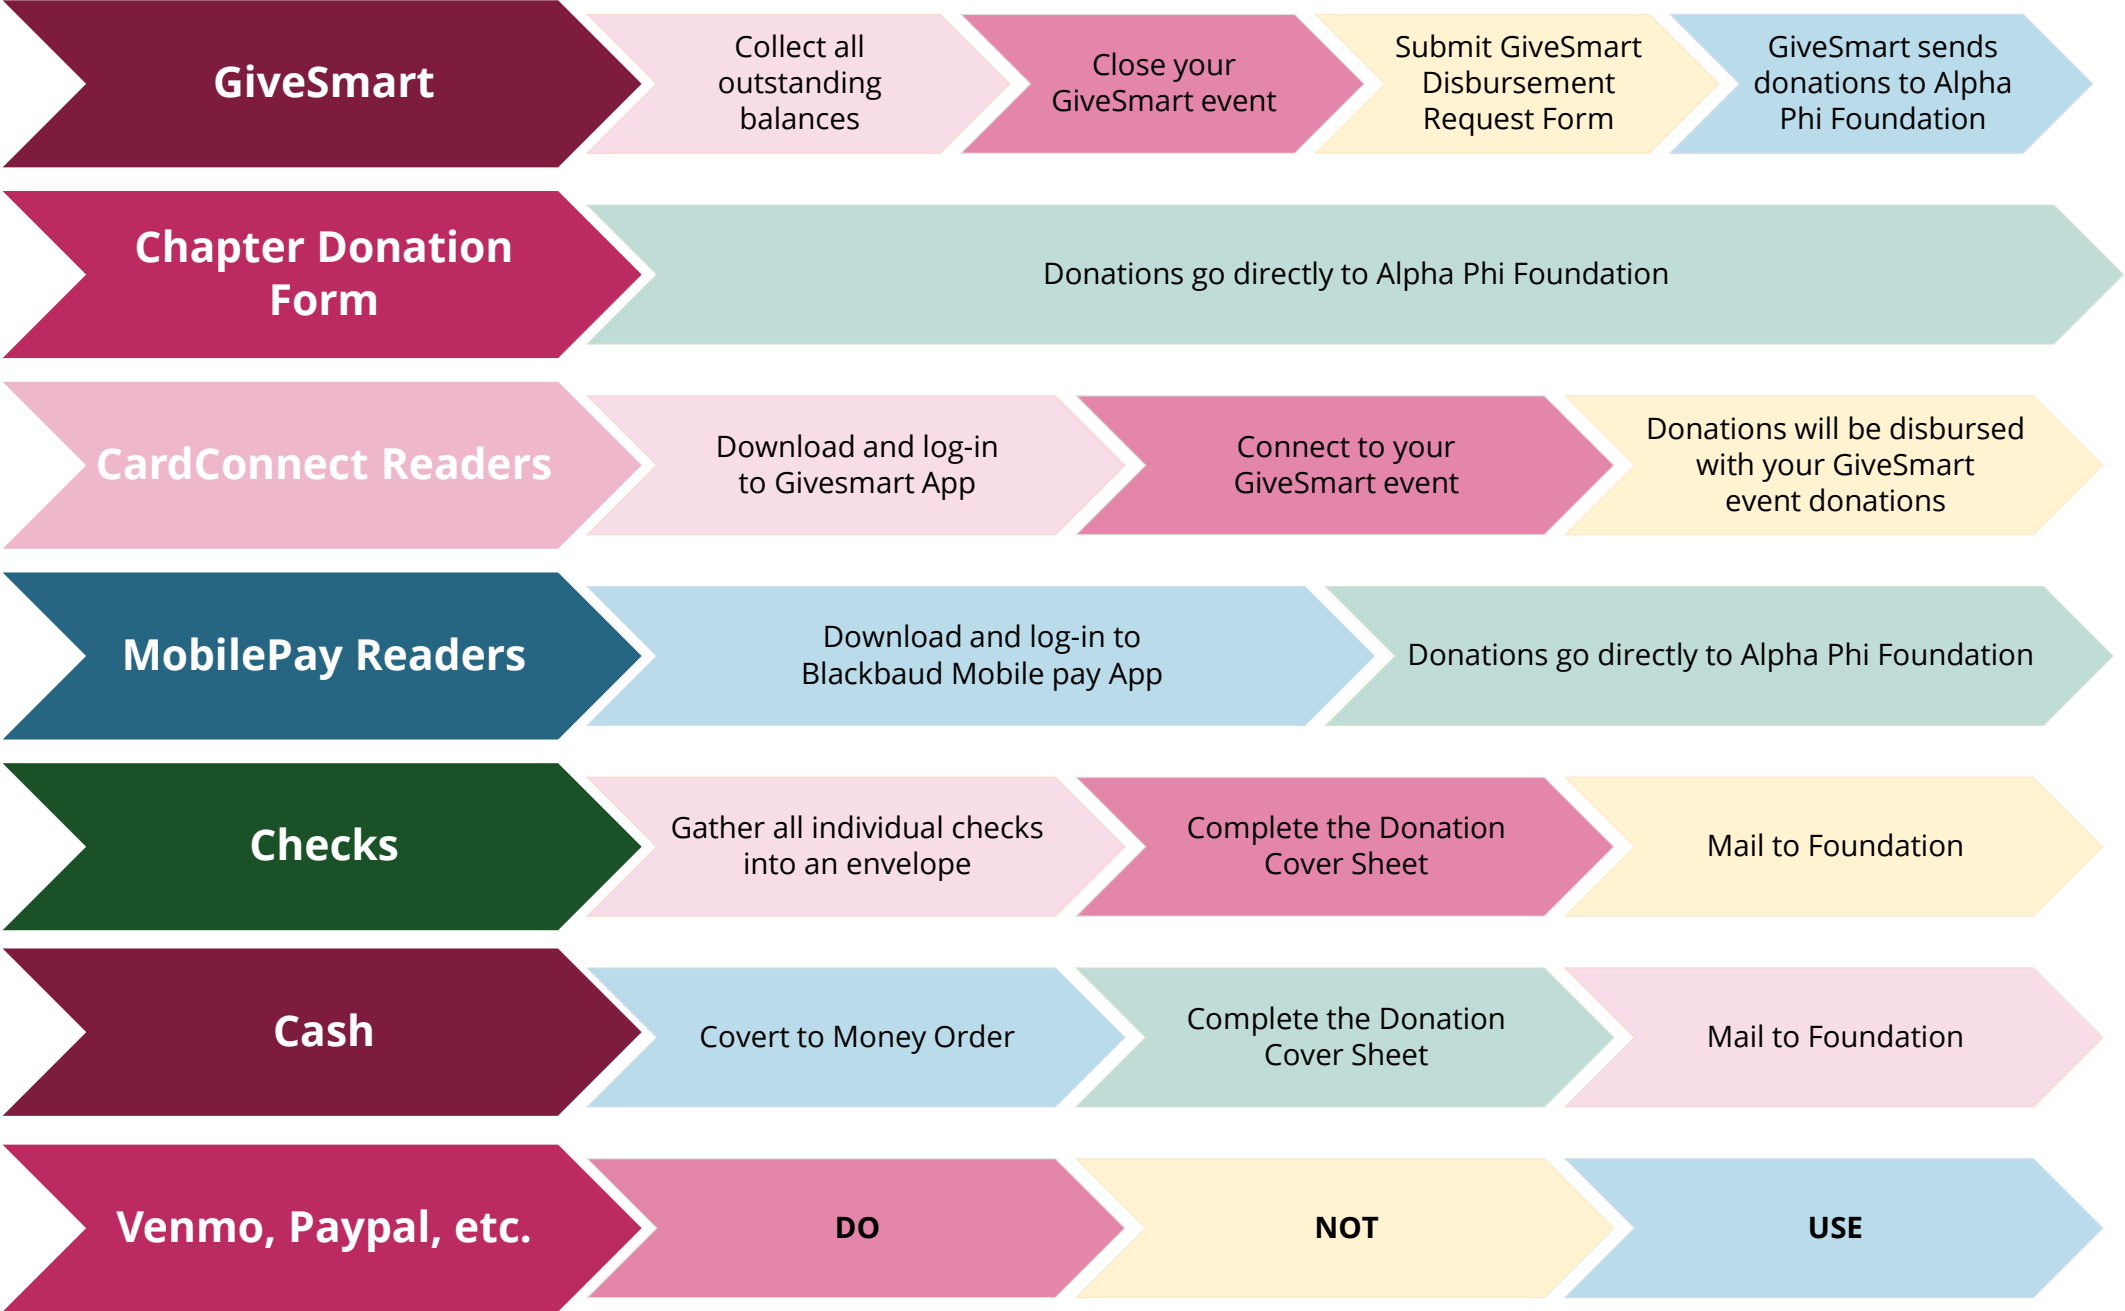 GiveSmart
Collect all
outstanding
balances
Close your
GiveSmart event
Submit GiveSmart
Disbursement
Request Form
GiveSmart sends
donations to Alpha
Phi Foundation
Chapter Donation
Form
Donations go directly to Alpha Phi Foundation
CardConnect Readers
Download and log-in
to Givesmart App
Connect to your
GiveSmart event
Donations will be disbursed
with your GiveSmart
event donations
MobilePay Readers
Download and log-in to
Blackbaud Mobile pay App
Donations go directly to Alpha Phi Foundation
Checks
Gather all individual checks
into an envelope
Complete the Donation
Cover Sheet
Mail to Foundation
Cash
Covert to Money Order
Complete the Donation
Cover Sheet
Mail to Foundation
Venmo, Paypal, etc.
DO
NOT
USE